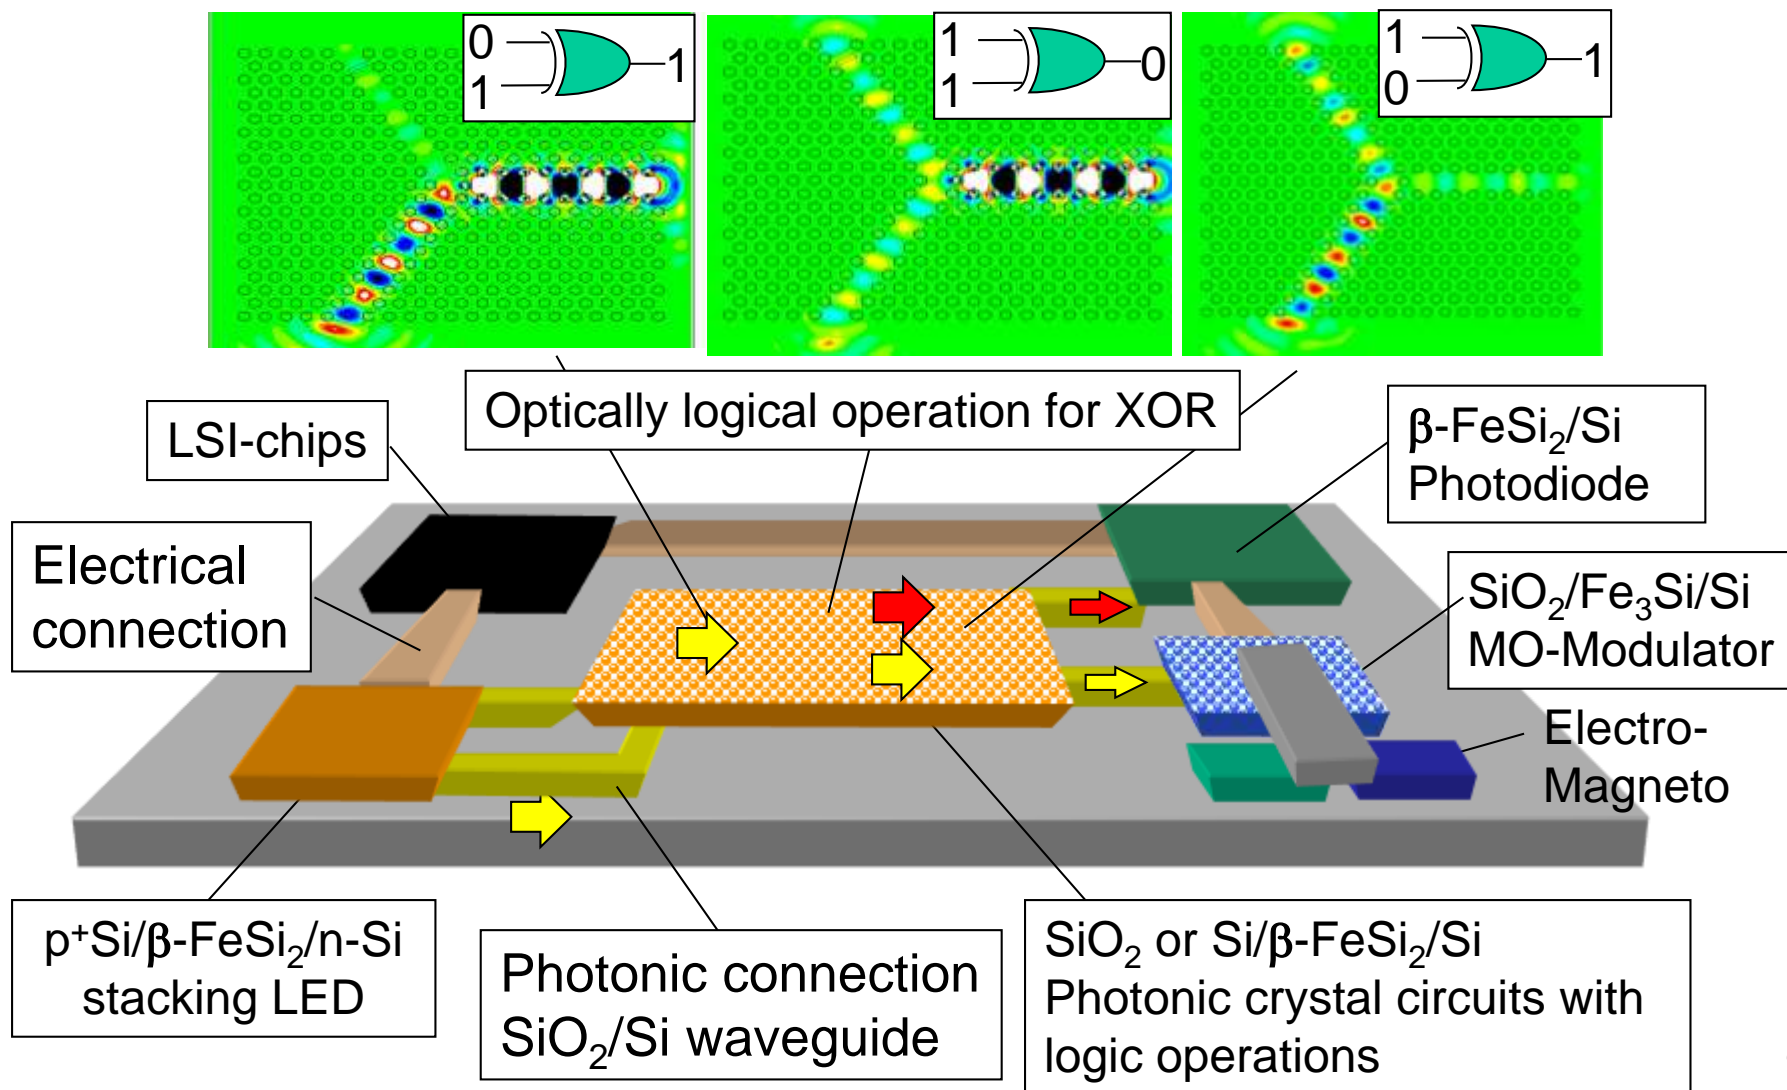 0
1
1
1
1
0
1
0
1
Optically logical operation for XOR
LSI-chips
β-FeSi₂/Si
Photodiode
Electrical
connection
SiO₂/Fe₃Si/Si
MO-Modulator
Electro-
Magneto
p⁺Si/β-FeSi₂/n-Si
stacking LED
Photonic connection
SiO₂/Si waveguide
SiO₂ or Si/β-FeSi₂/Si
Photonic crystal circuits with
logic operations